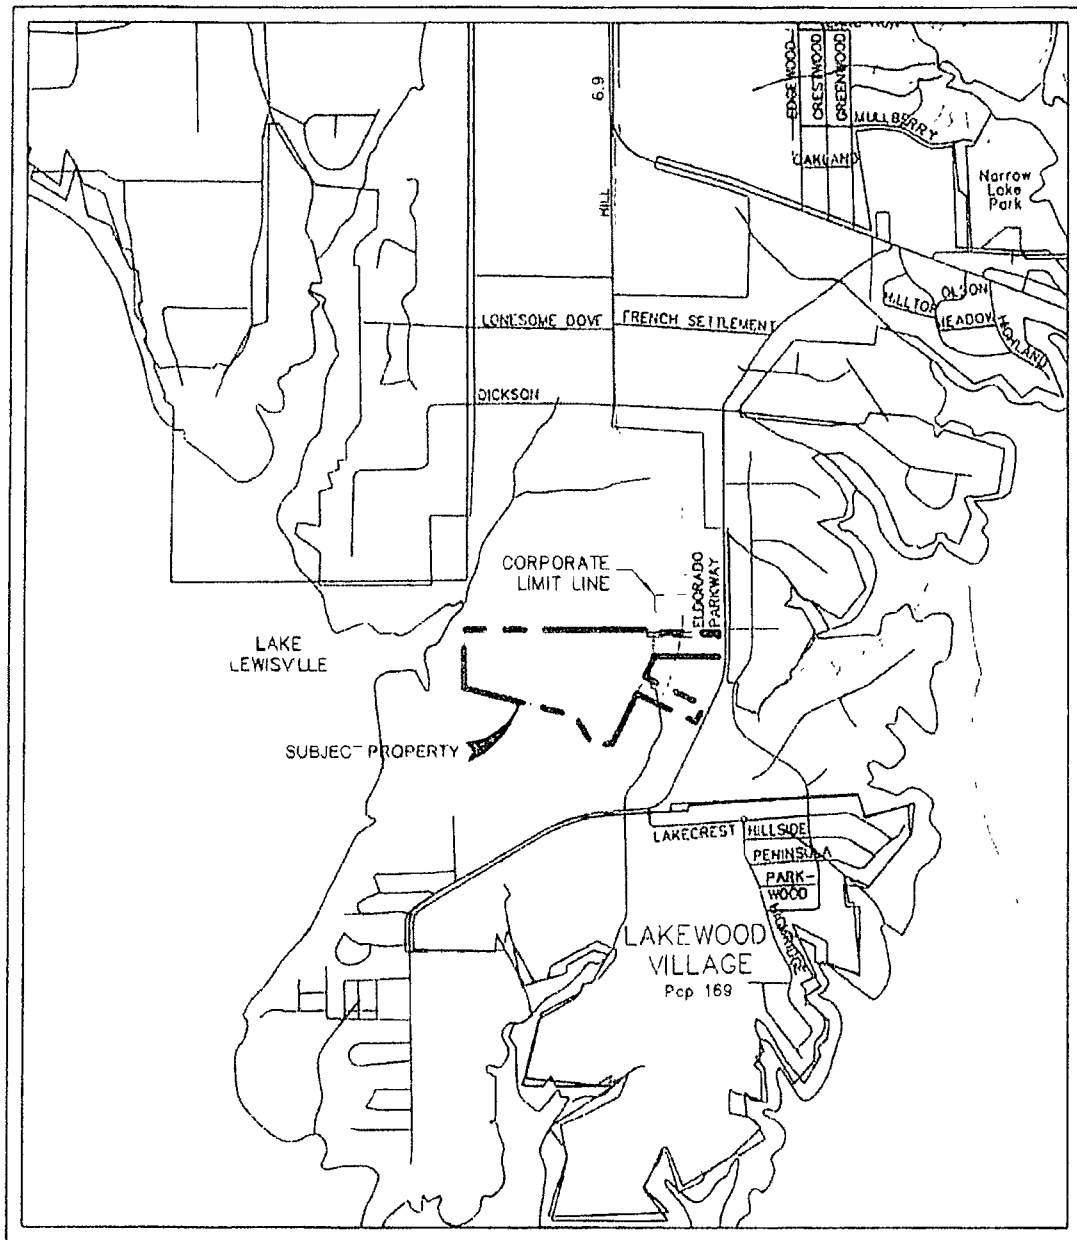 6.9
EDGEWOOD
CRESTWOOD
GREENWOOD
MULLBERRY
OAKLAND
Narrow
Lake
Park
HILL
HILLTOP
OLSON
MEADOW
HIGHLAND
LONESOME DOVE
FRENCH SETTLEMENT
DICKSON
CORPORATE
LIMIT LINE
ELDORADO
PARKWAY
LAKE
LEWISVLLE
SUBJECT PROPERTY
LAKECREST
HILLSIDE
PENINSULA
PARK-
WOOD
LAKEWOOD
VILLAGE
Pop 169